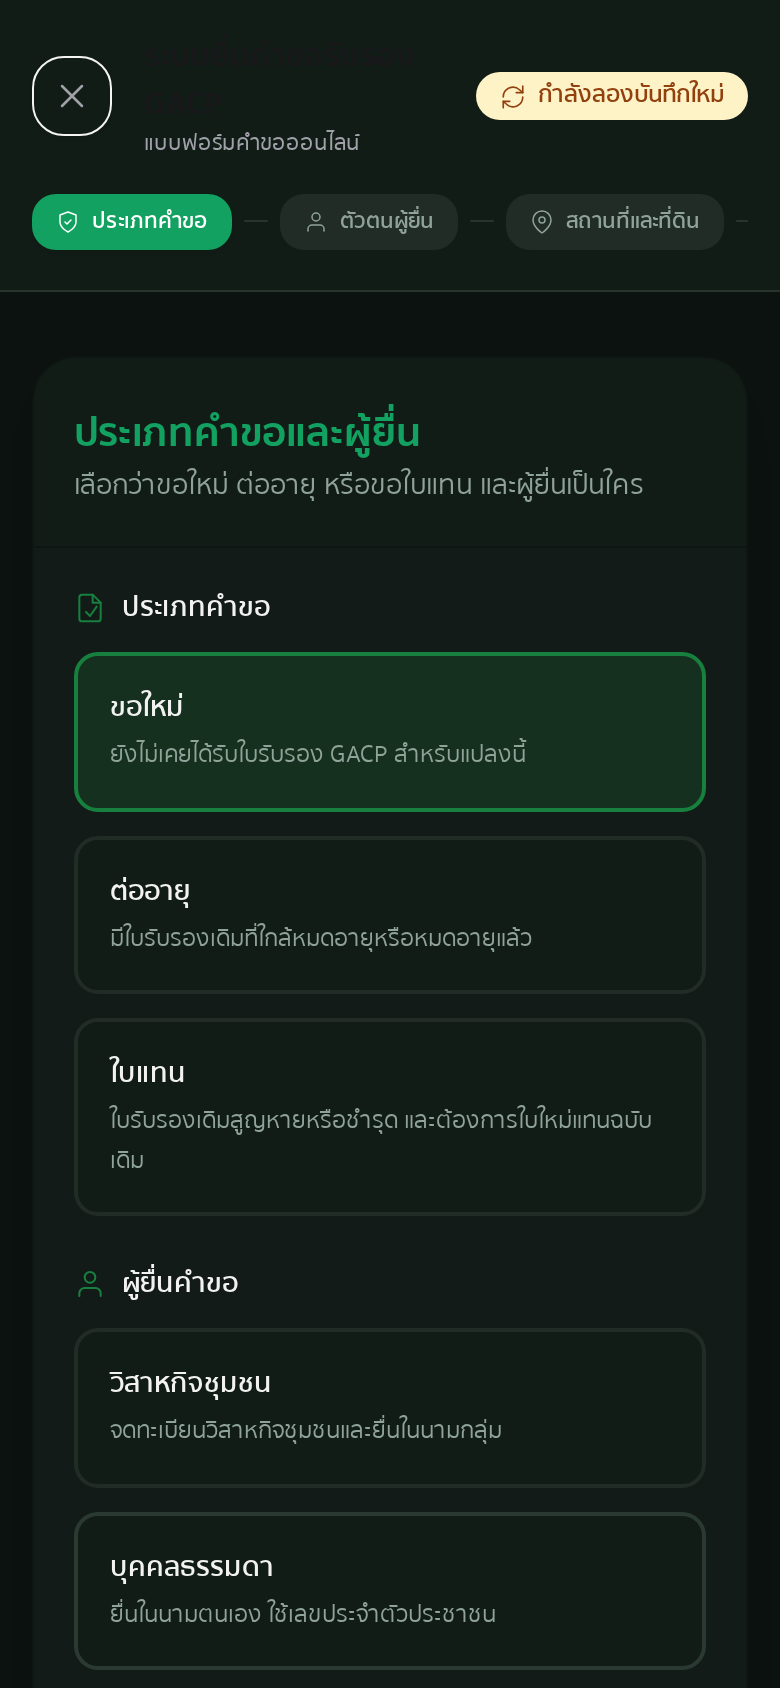 แบบฟอร์มคำขอออนไลน์
กำลังลองบันทึกใหม่
ประเภทคำขอ
ตัวตนผู้ยื่น
สถานที่และที่ดิน
ประเภทคำขอและผู้ยื่น
เลือกว่าขอใหม่ ต่ออายุ หรือขอใบแทน และผู้ยื่นเป็นใคร
ประเภทคำขอ
ขอใหม่
ยังไม่เคยได้รับใบรับรอง GACP สำหรับแปลงนี้
ต่ออายุ
มีใบรับรองเดิมที่ใกล้หมดอายุหรือหมดอายุแล้ว
ใบแทน
ใบรับรองเดิมสูญหายหรือชำรุด และต้องการใบใหม่แทนฉบับ
เดิม
ผู้ยื่นคำขอ
วิสาหกิจชุมชน
จดทะเบียนวิสาหกิจชุมชนและยื่นในนามกลุ่ม
บุคคลธรรมดา
ยื่นในนามตนเอง ใช้เลขประจำตัวประชาชน